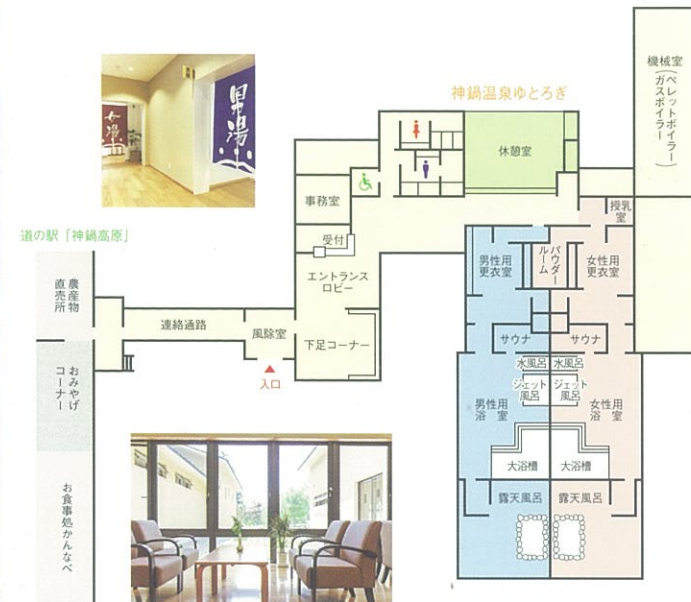 女湯
男湯
神鍋温泉ゆとろぎ
機械室
(ペレットボイラー
ガスボイラー)
休憩室
事務室
授乳
室
受付
エントランス
ロビー
男性用
更衣室
パウダー
ルーム
女性用
更衣室
道の駅「神鍋高原」
農産物
直売所
連絡通路
風除室
下足コーナー
入口
サウナ
サウナ
水風呂
水風呂
ジェット
風呂
ジェット
風呂
おみやげ
コーナー
男性用
浴室
女性用
浴室
大浴槽
大浴槽
お食事処かんなべ
露天風呂
露天風呂